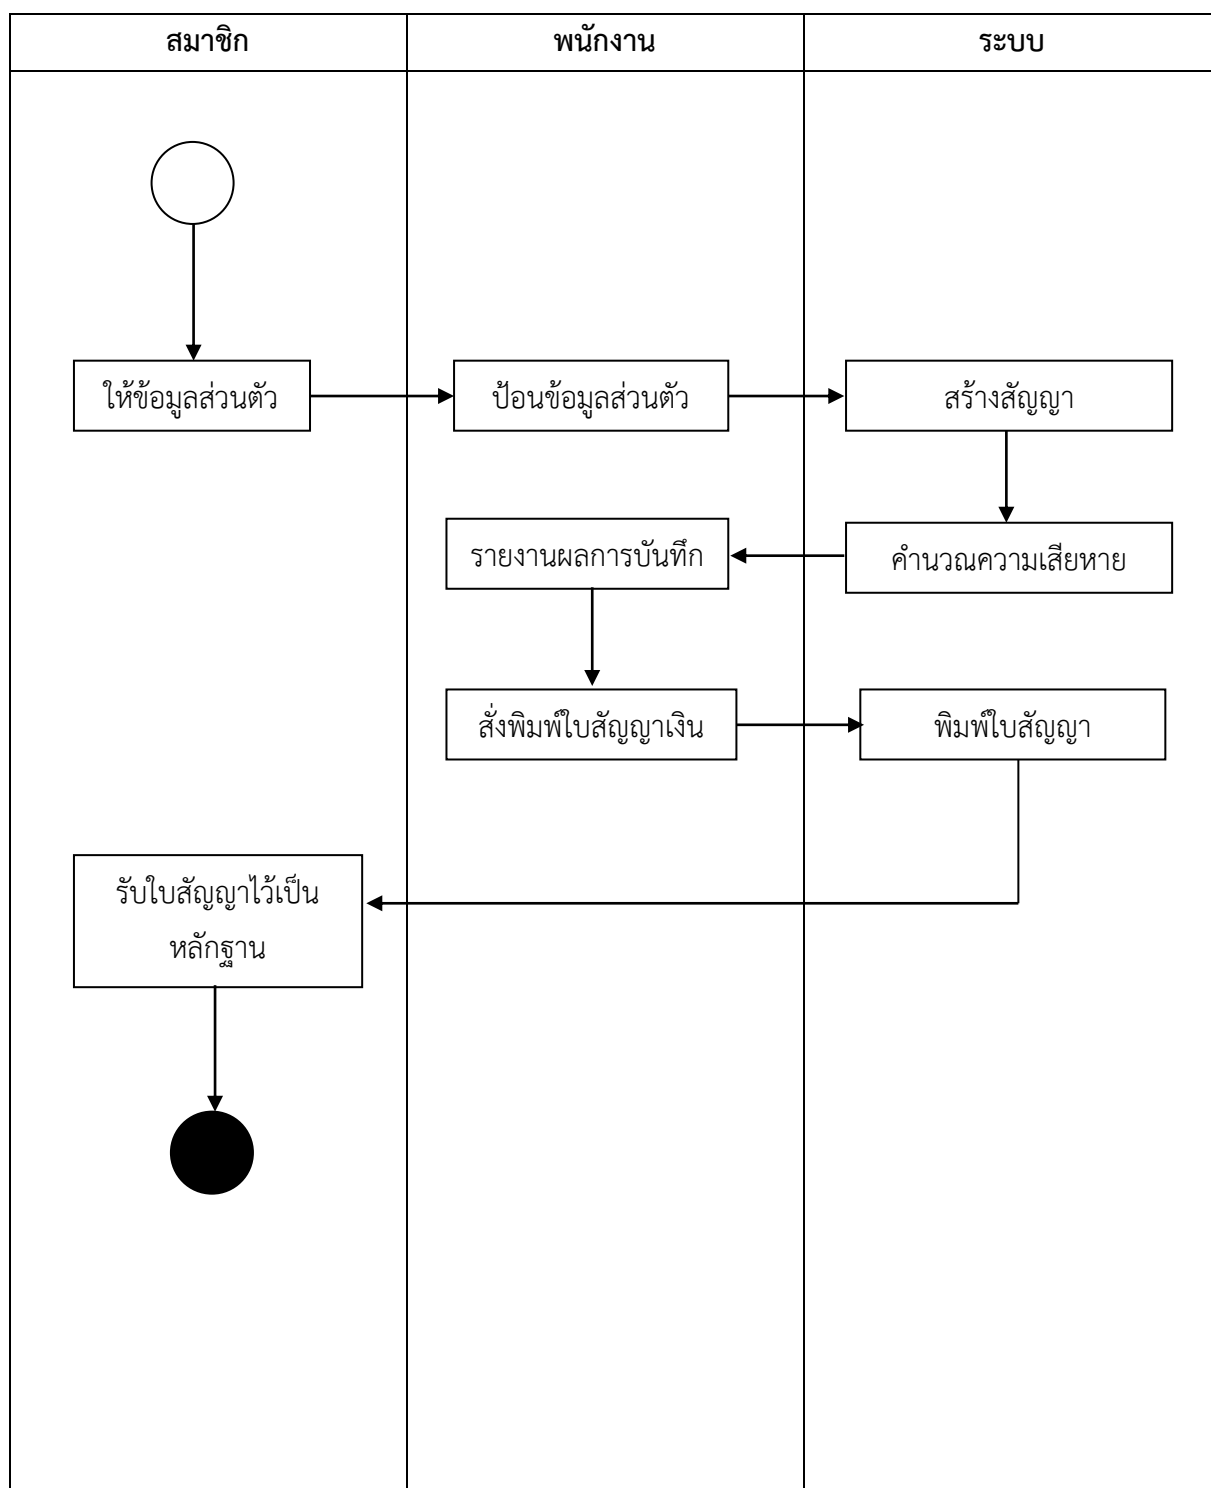 สมาชิก
พนักงาน
ระบบ
ให้ข้อมูลส่วนตัว
ป้อนข้อมูลส่วนตัว
สร้างสัญญา
รายงานผลการบันทึก
คำนวณความเสียหาย
สั่งพิมพ์ใบสัญญาเงิน
พิมพ์ใบสัญญา
รับใบสัญญาไว้เป็น
หลักฐาน